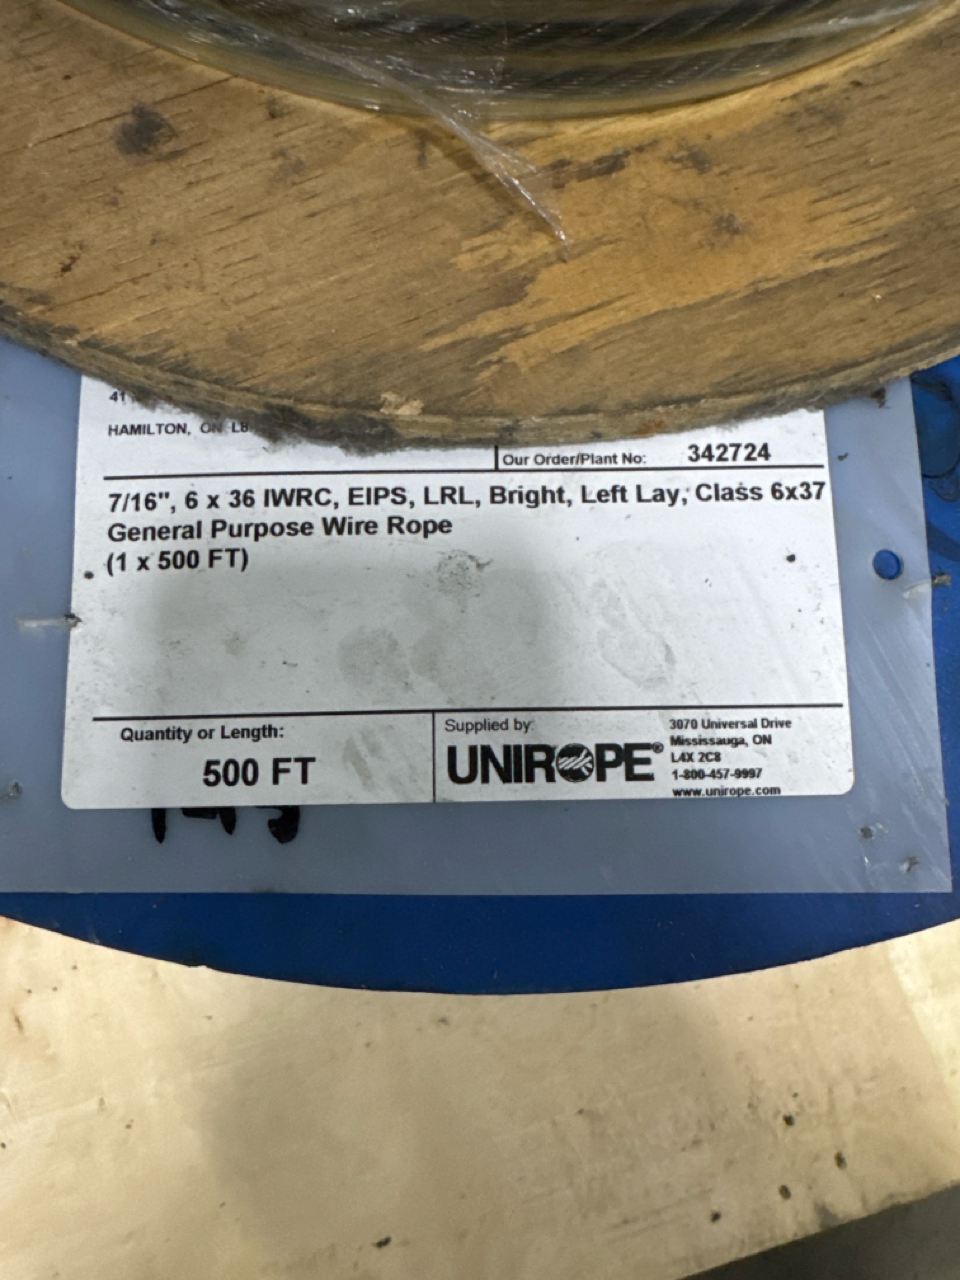 41
HAMILTON, ON L8
Our Order/Plant No: 342724
7/16", 6 x 36 IWRC, EIPS, LRL, Bright, Left Lay, Class 6x37
General Purpose Wire Rope
(1 x 500 FT)
Quantity or Length:
500 FT
Supplied by:
UNIROPE®
3070 Universal Drive
Mississauga, ON
L4X 2C8
1-800-457-9997
www.unirope.com